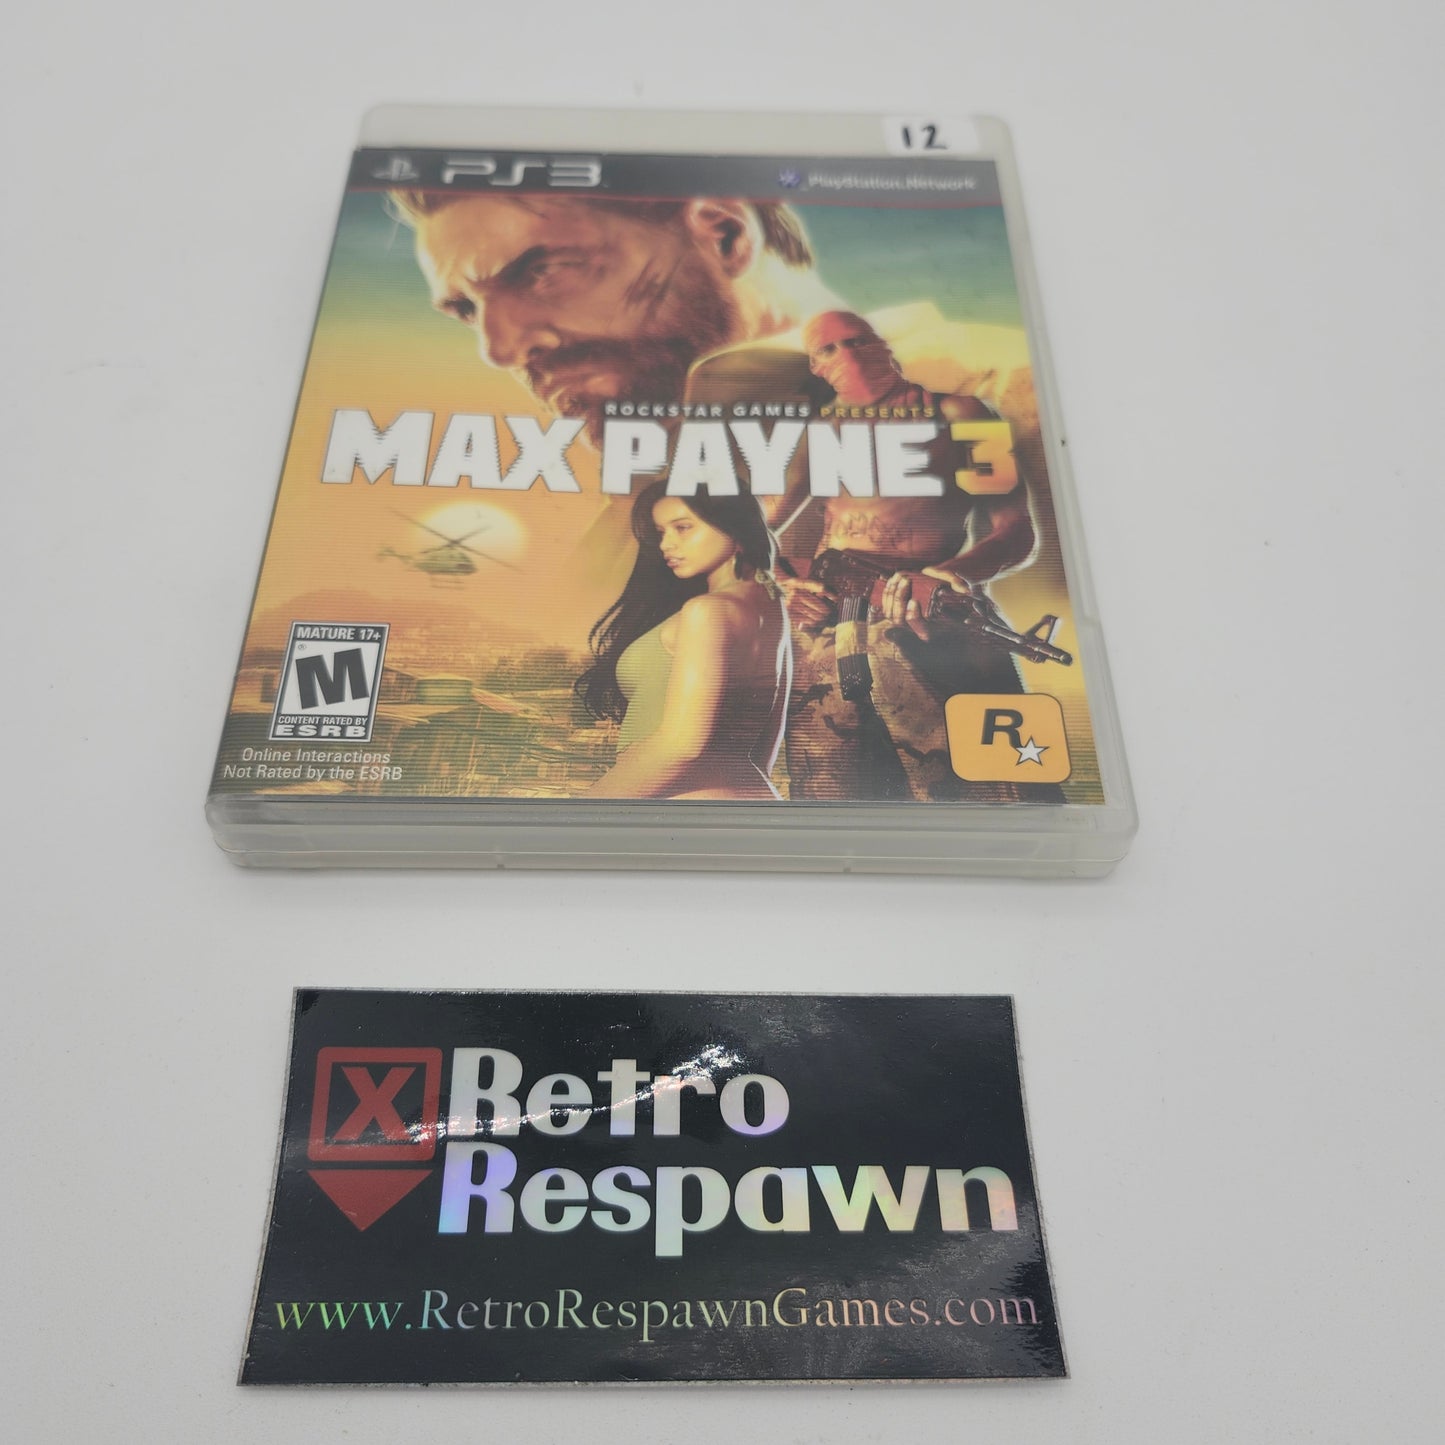 12
PS3
PlayStation Network
ROCKSTAR GAMES PRESENTS
MAX PAYNE 3
MATURE 17+
M
®
CONTENT RATED BY
ESRB
Online Interactions
Not Rated by the ESRB
R
X
Retro
Respawn
www.RetroRespawnGames.com